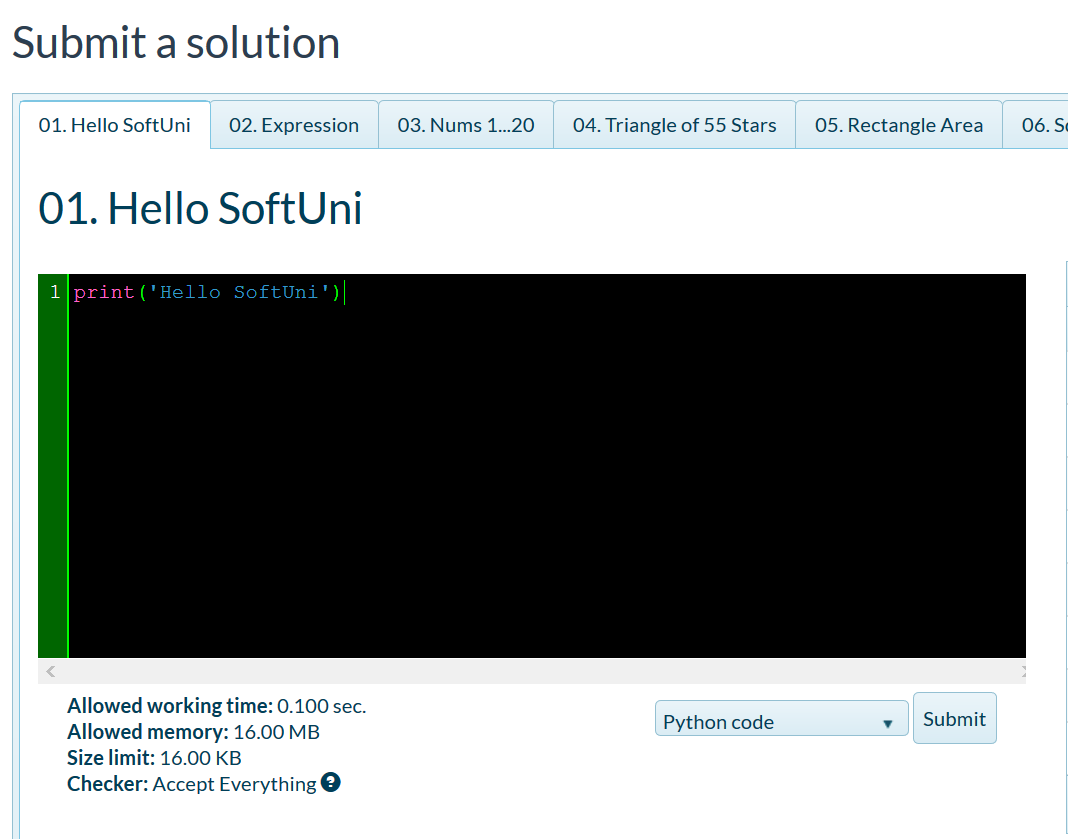 Submit a solution
01. Hello SoftUni
02. Expression
03. Nums 1...20
04. Triangle of 55 Stars
05. Rectangle Area
06.
01. Hello SoftUni
1
print('Hello SoftUni')
Allowed working time: 0.100 sec.
Allowed memory: 16.00 MB
Size limit: 16.00 KB
Checker: Accept Everything
Python code
Submit